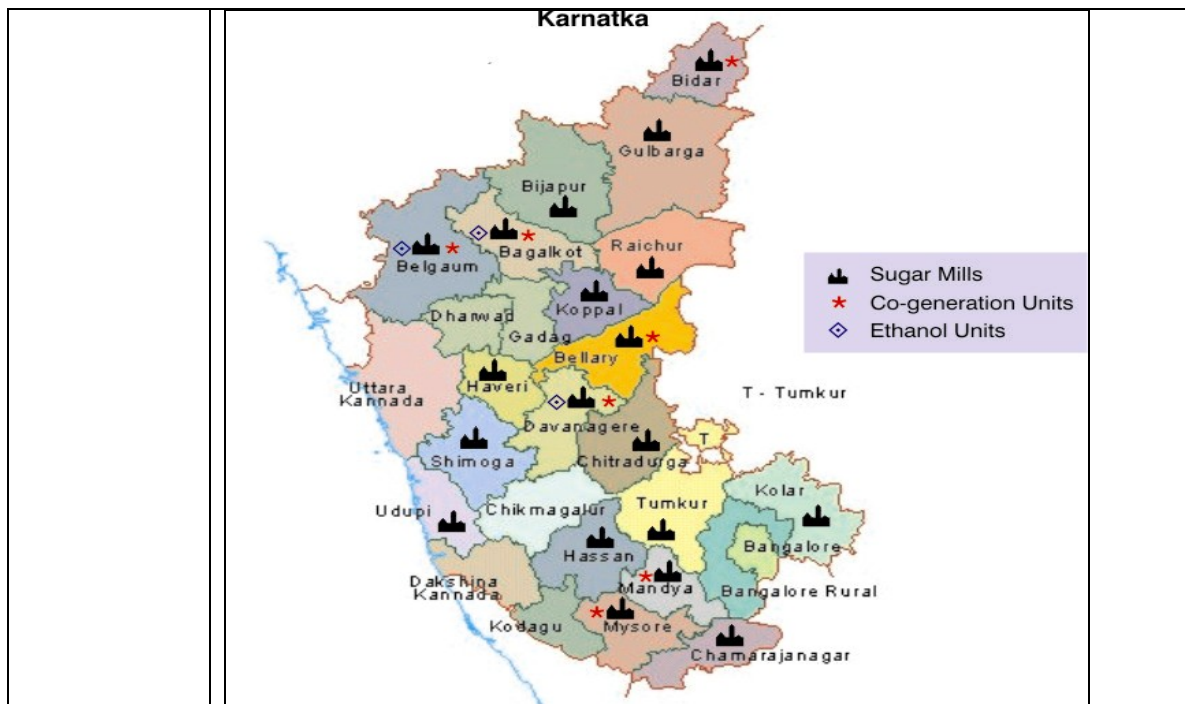 Karnatka
Bidar
Gulbarga
Bijapur
Bagalkot
Raichur
Belgaum
Koppal
Dharwad
Gadag
Bellary
Haveri
Uttara
Kannada
Davanagere
Chitradurga
Shimoga
Sugar Mills
Co-generation Units
Ethanol Units
T - Tumkur
T
Udupi
Chikmagalur
Tumkur
Kolar
Hassan
Bangalore
Dakshina
Kannada
Mandya
Bangalore Rural
Kodagu
Mysore
Chamarajanagar